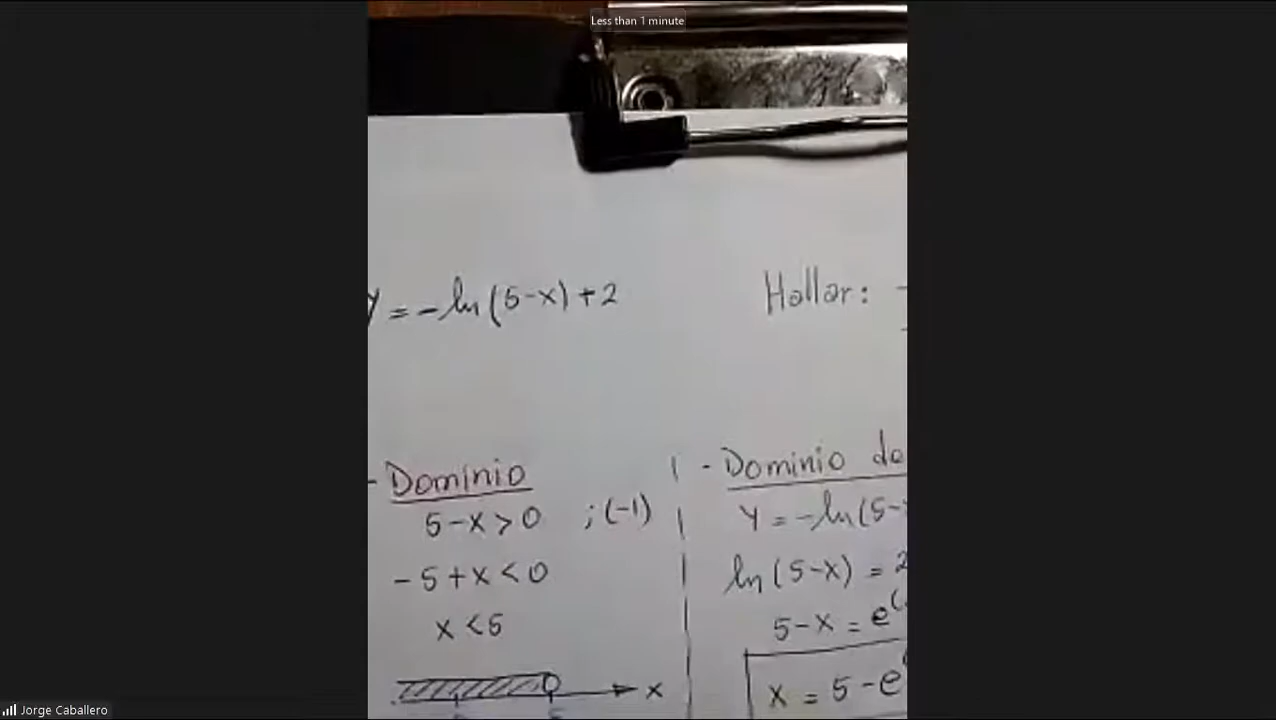 Less than 1 minute
Y = -ln(5-x)+2
Hallar: -
- Dominio
5-x>0 ;(-1)
-5+x<0
x<5
x
- Dominio de
Y = -ln(5-
ln(5-x) = 2
5-x = e(
x = 5-e
Jorge Caballero